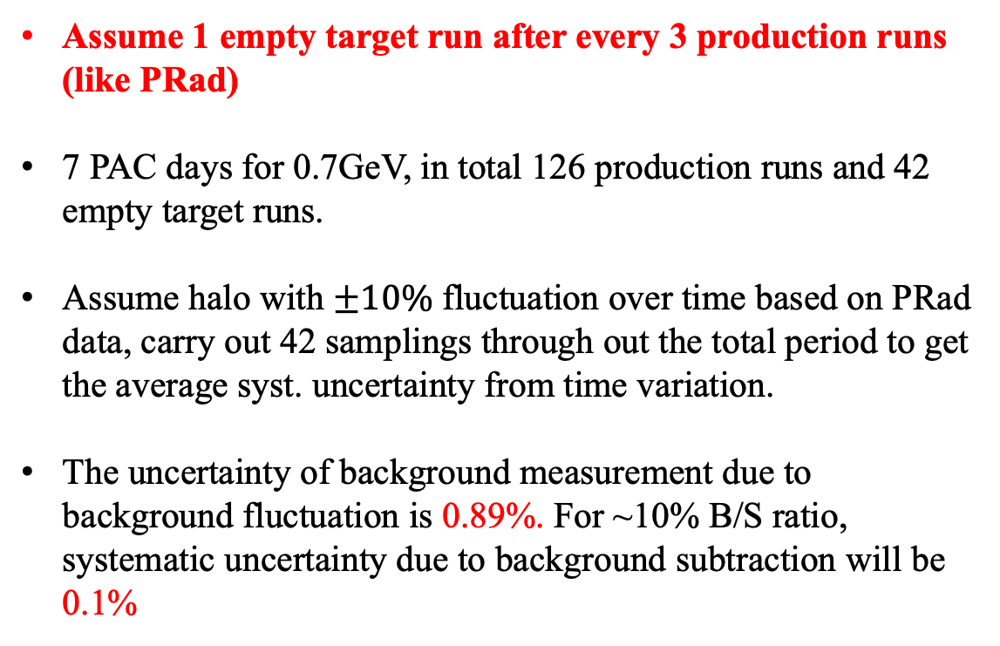 • Assume 1 empty target run after every 3 production runs
(like PRad)
• 7 PAC days for 0.7GeV, in total 126 production runs and 42
empty target runs.
• Assume halo with ±10% fluctuation over time based on PRad
data, carry out 42 samplings through out the total period to get
the average syst. uncertainty from time variation.
• The uncertainty of background measurement due to
background fluctuation is 0.89%. For ~10% B/S ratio,
systematic uncertainty due to background subtraction will be
0.1%